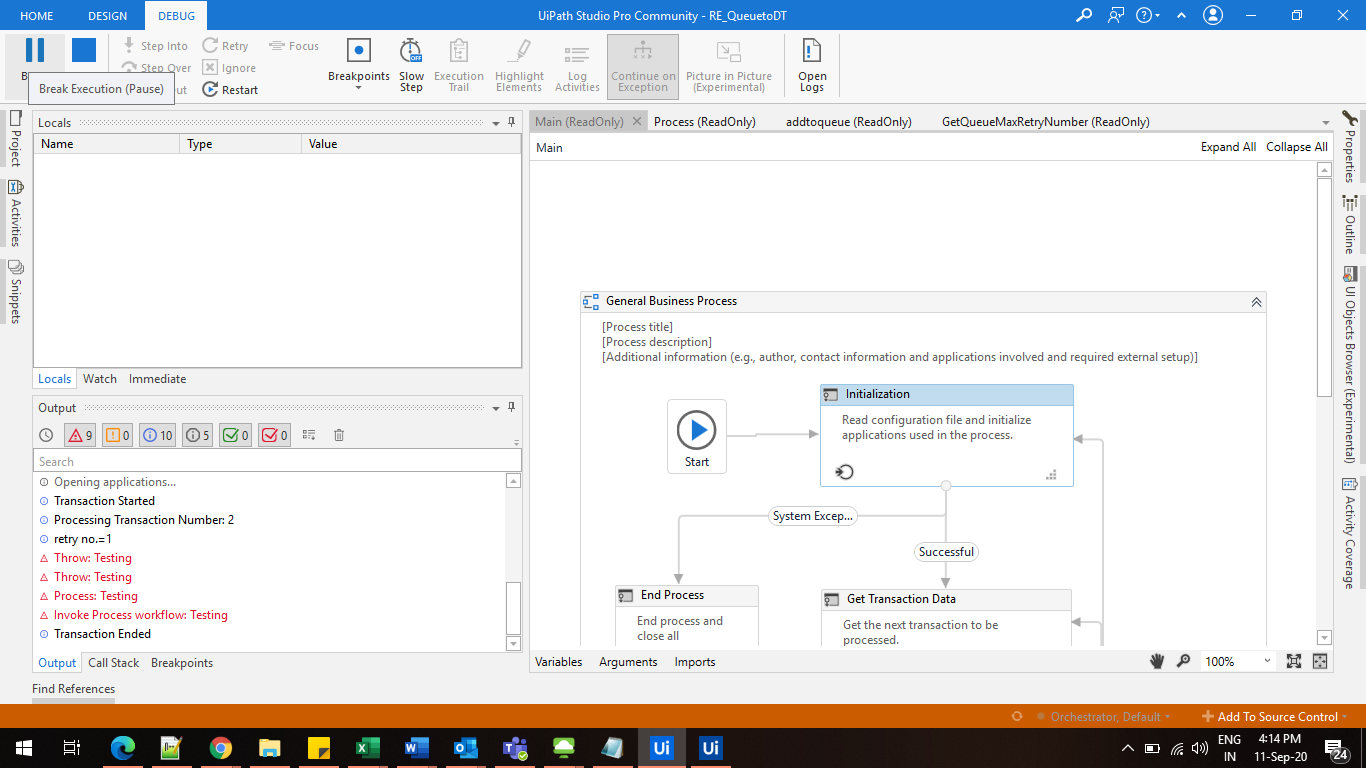 HOME DESIGN DEBUG UiPath Studio Pro Community - RE_QueuetoDT
Step Into Retry Focus
Step Over Ignore
Restart
Break Execution (Pause)
Breakpoints
Slow Step
Execution Trail
Highlight Elements
Log Activities
Continue on Exception
Picture in Picture (Experimental)
Open Logs
Project
Activities
Snippets
Locals
Name Type Value
Locals Watch Immediate
Output
9 0 10 5 0 0
Search
Opening applications...
Transaction Started
Processing Transaction Number: 2
retry no.=1
Throw: Testing
Throw: Testing
Process: Testing
Invoke Process workflow: Testing
Transaction Ended
Output Call Stack Breakpoints
Find References
Main (ReadOnly) Process (ReadOnly) addtoqueue (ReadOnly) GetQueueMaxRetryNumber (ReadOnly)
Main Expand All Collapse All
General Business Process
[Process title]
[Process description]
[Additional information (e.g., author, contact information and applications involved and required external setup)]
Start
Initialization
Read configuration file and initialize
applications used in the process.
System Excep...
Successful
End Process
End process and
close all
Get Transaction Data
Get the next transaction to be
processed.
Variables Arguments Imports 100%
Properties
Outline
UI Objects Browser (Experimental)
Activity Coverage
Orchestrator, Default Add To Source Control
Ui Ui
ENG
IN
4:14 PM
11-Sep-20
24